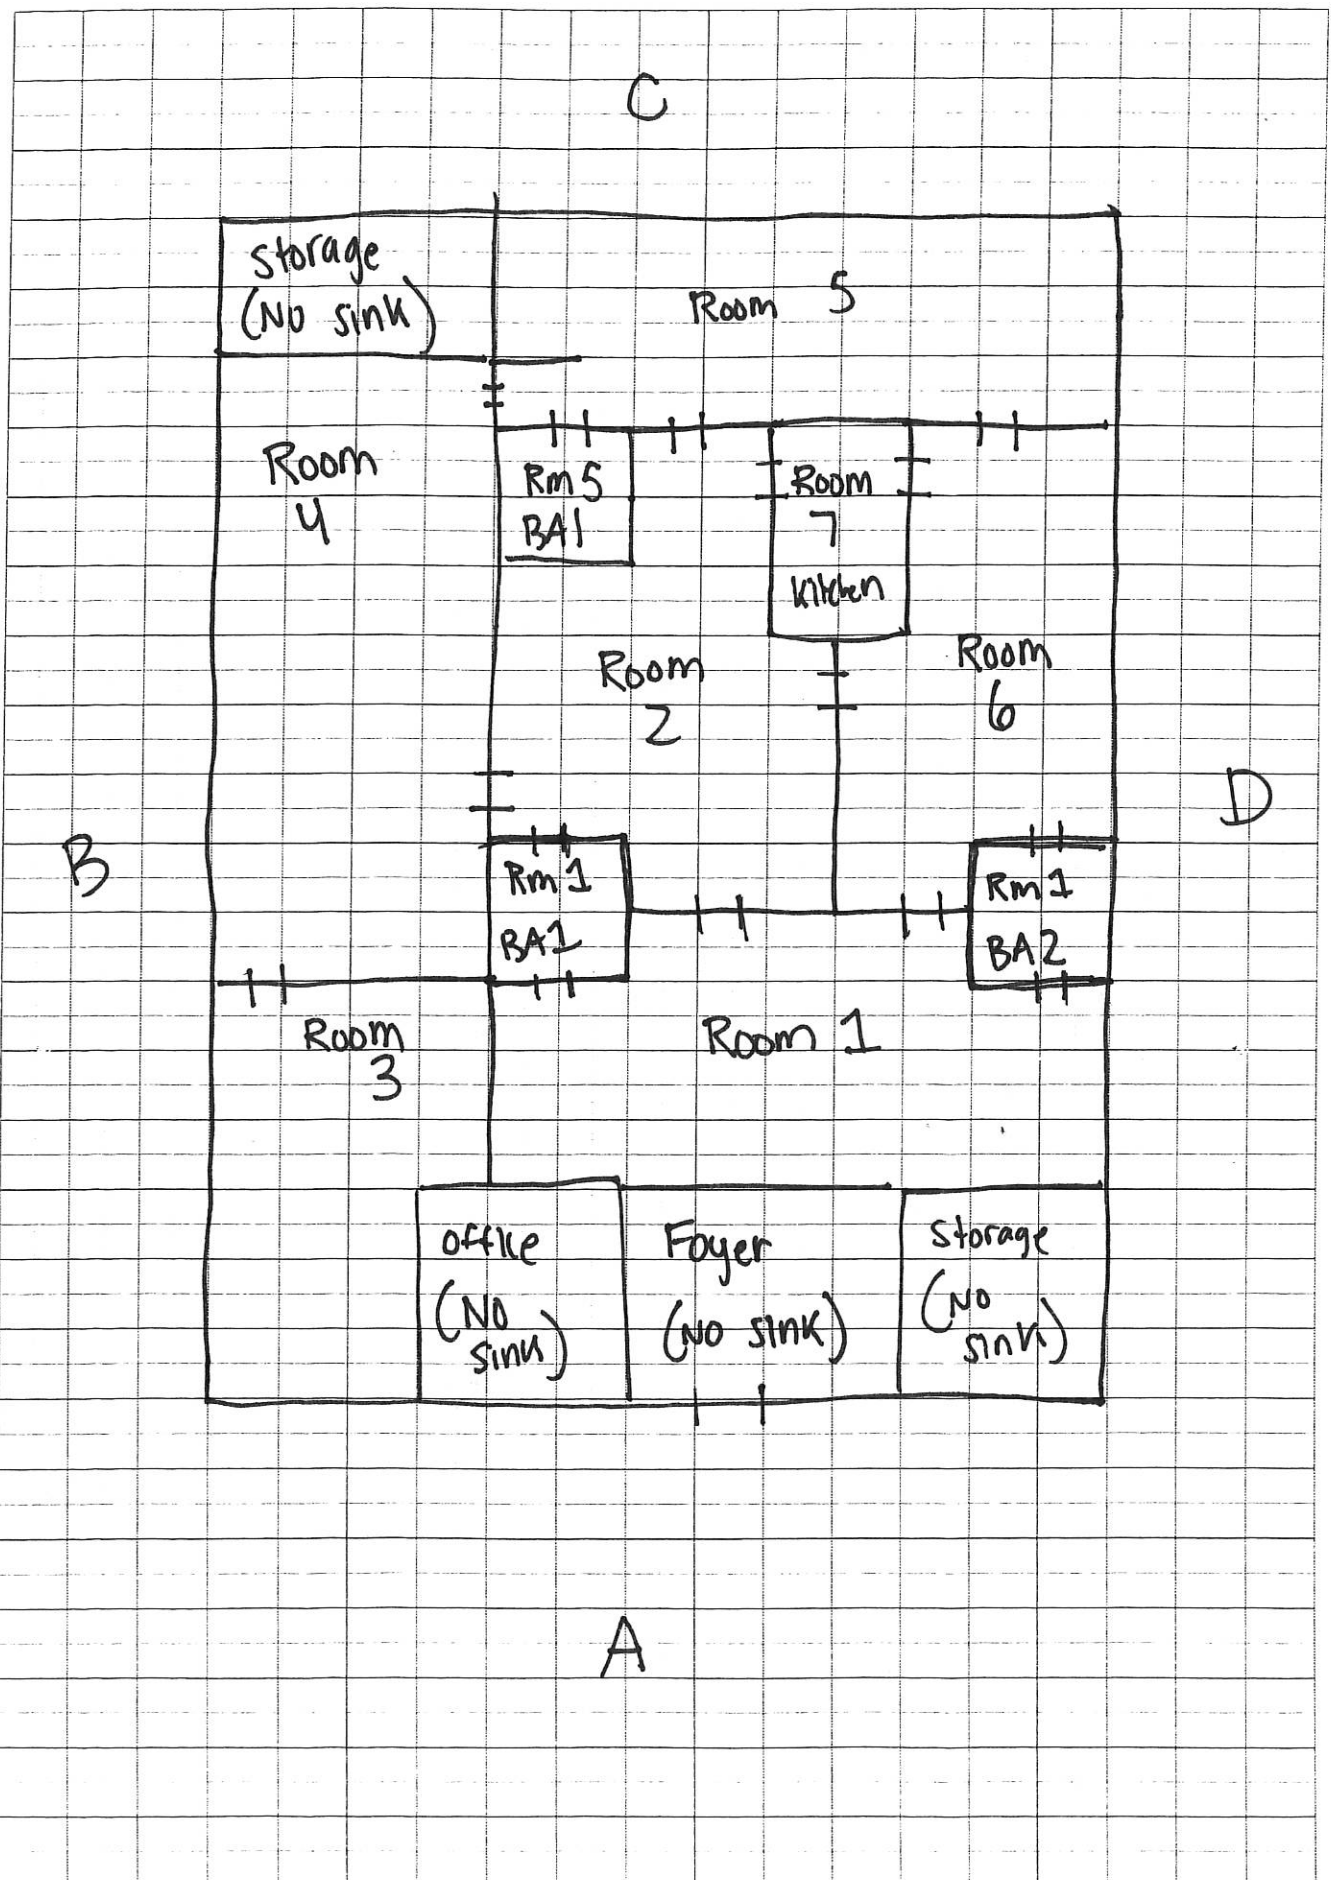 C
storage
(No sink)
Room 5
Room
4
Rm 5
BA1
Room
7
Kitchen
Room
2
Room
6
D
B
Rm 1
BA1
Rm 1
BA2
Room
3
Room 1
office
(No
sink)
Foyer
(No sink)
storage
(No
sink)
A